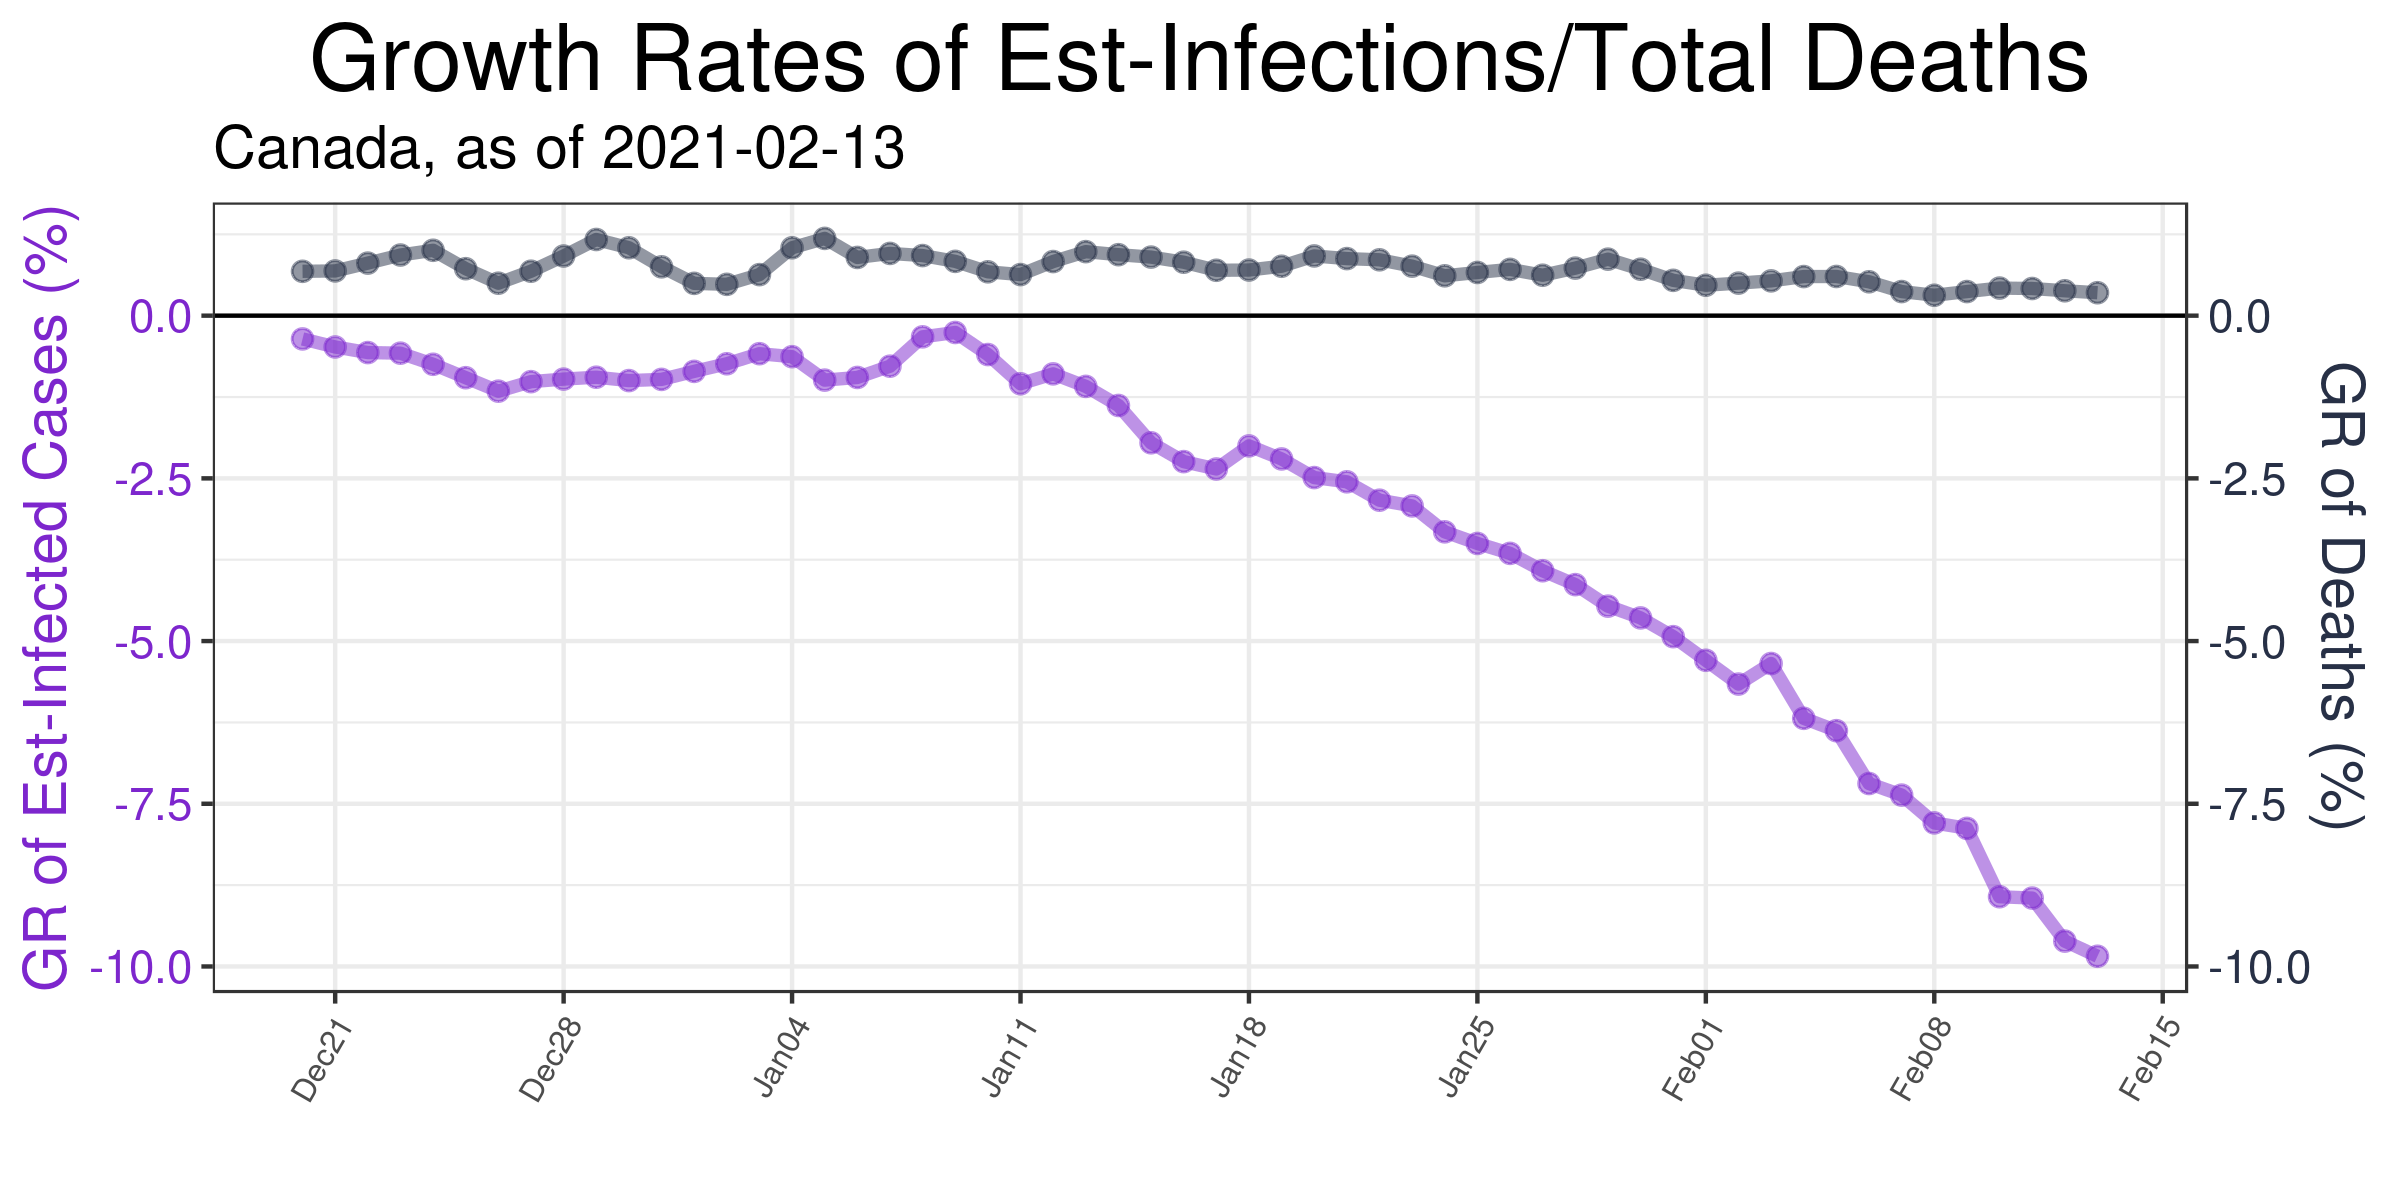 Growth Rates of Est-Infections/Total Deaths
Canada, as of 2021-02-13
GR of Est-Infected Cases (%)
0.0
-2.5
-5.0
-7.5
-10.0
0.0
-2.5
-5.0
-7.5
-10.0
GR of Deaths (%)
Dec21
Dec28
Jan04
Jan11
Jan18
Jan25
Feb01
Feb08
Feb15